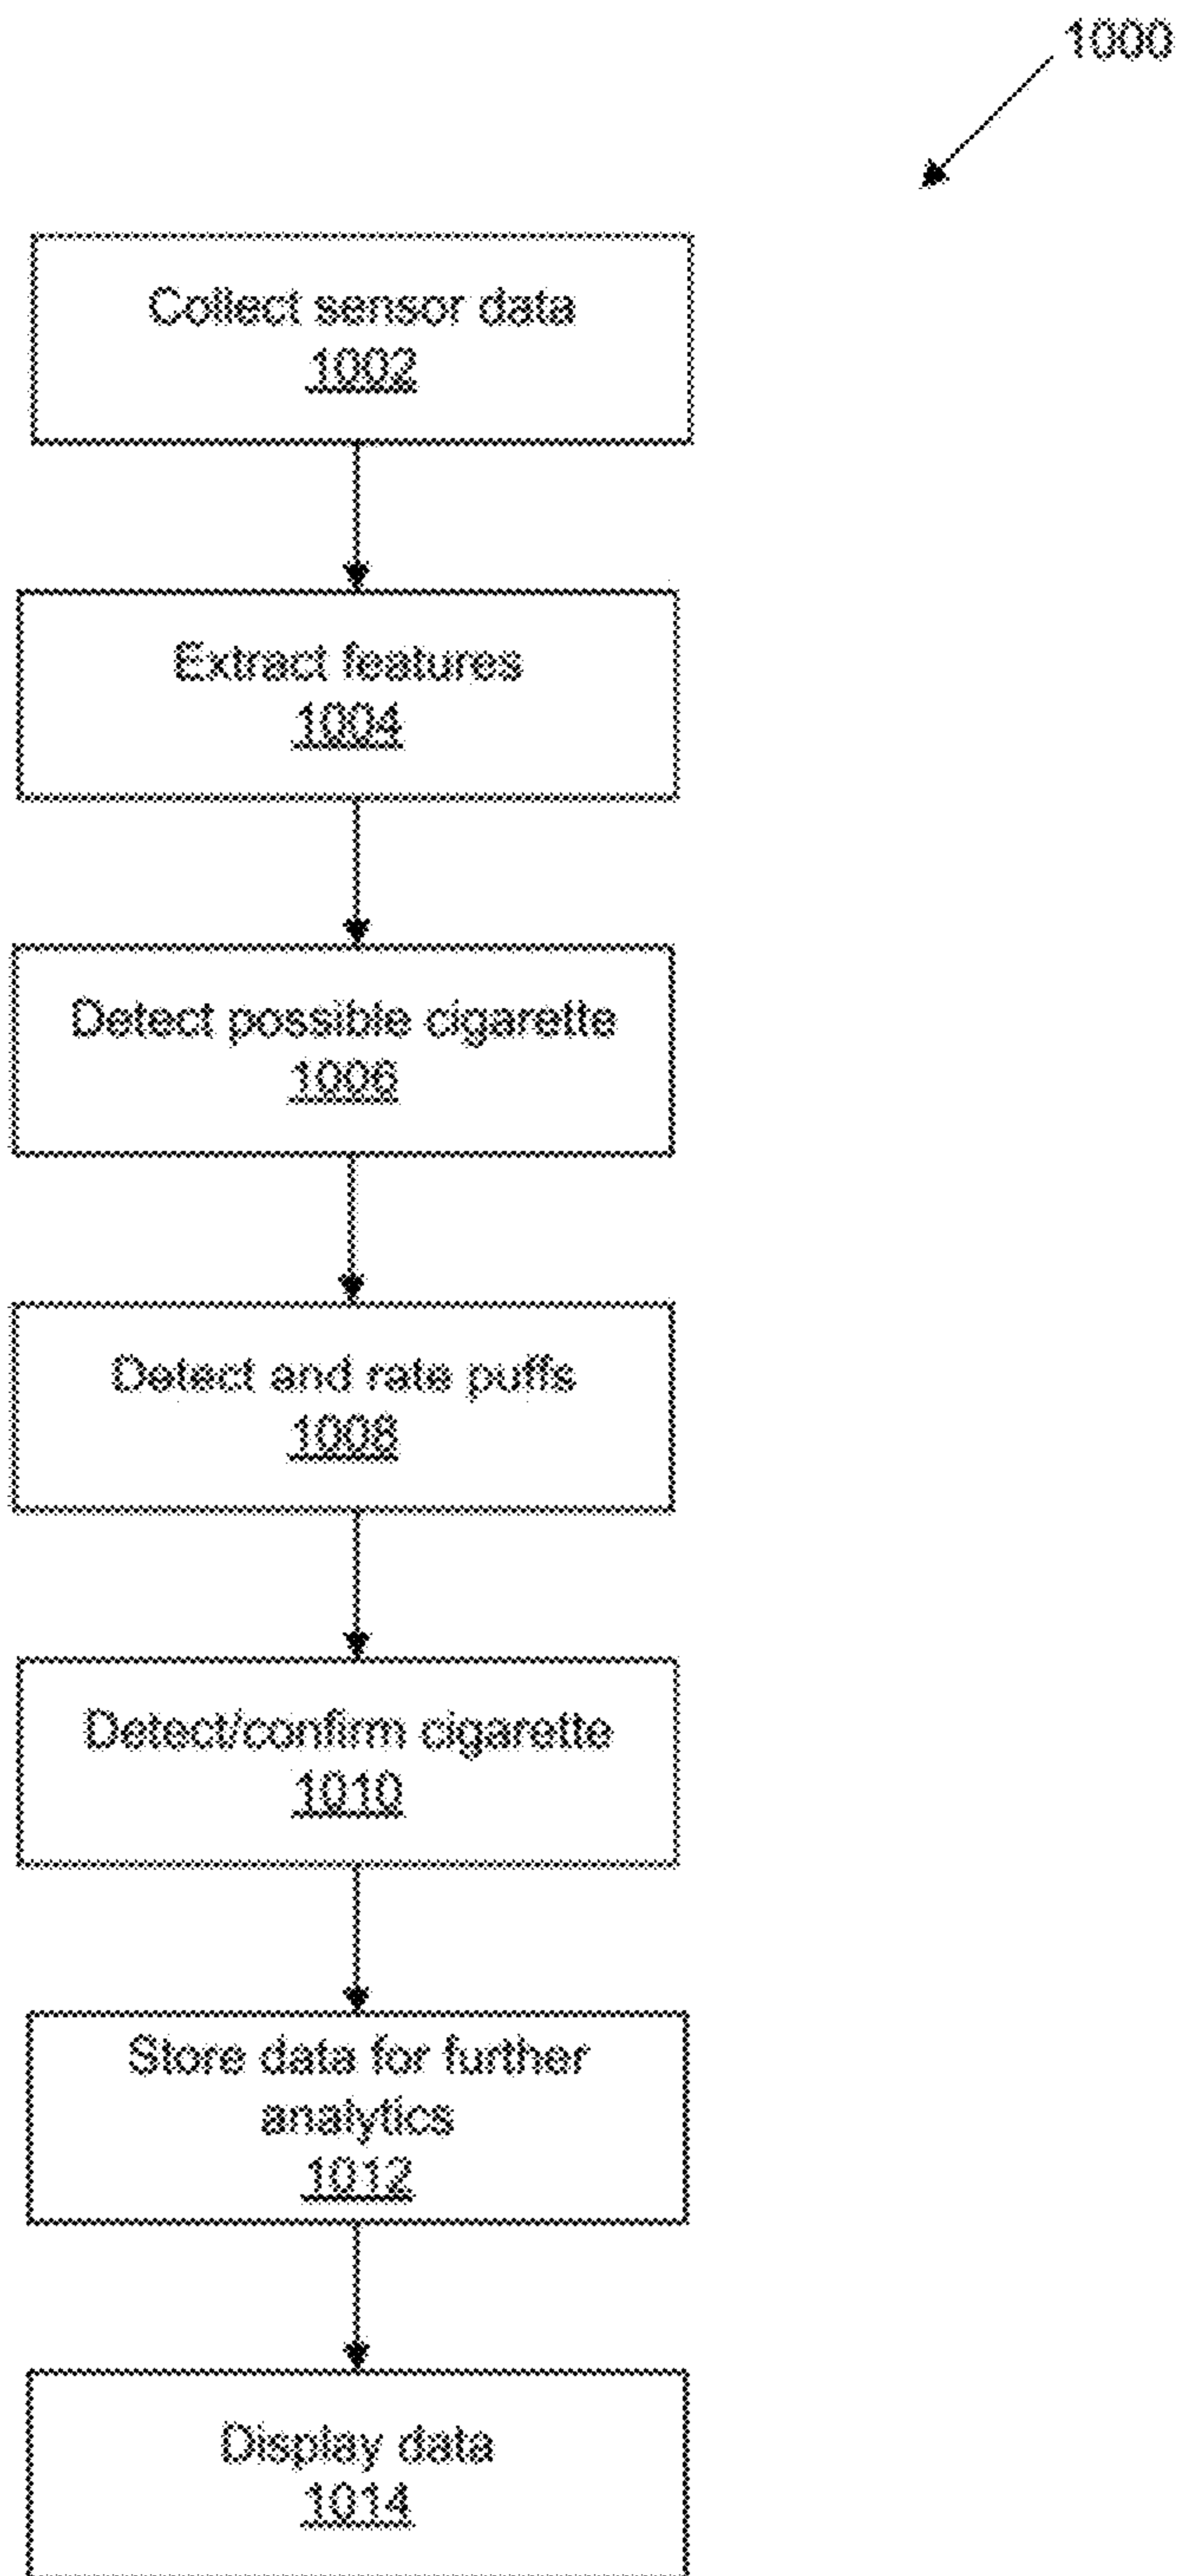 1000
Collect sensor data
1002
Extract features
1004
Detect possible cigarette
1006
Detect and rate puffs
1008
Detect/confirm cigarette
1010
Store data for further
analytics
1012
Display data
1014